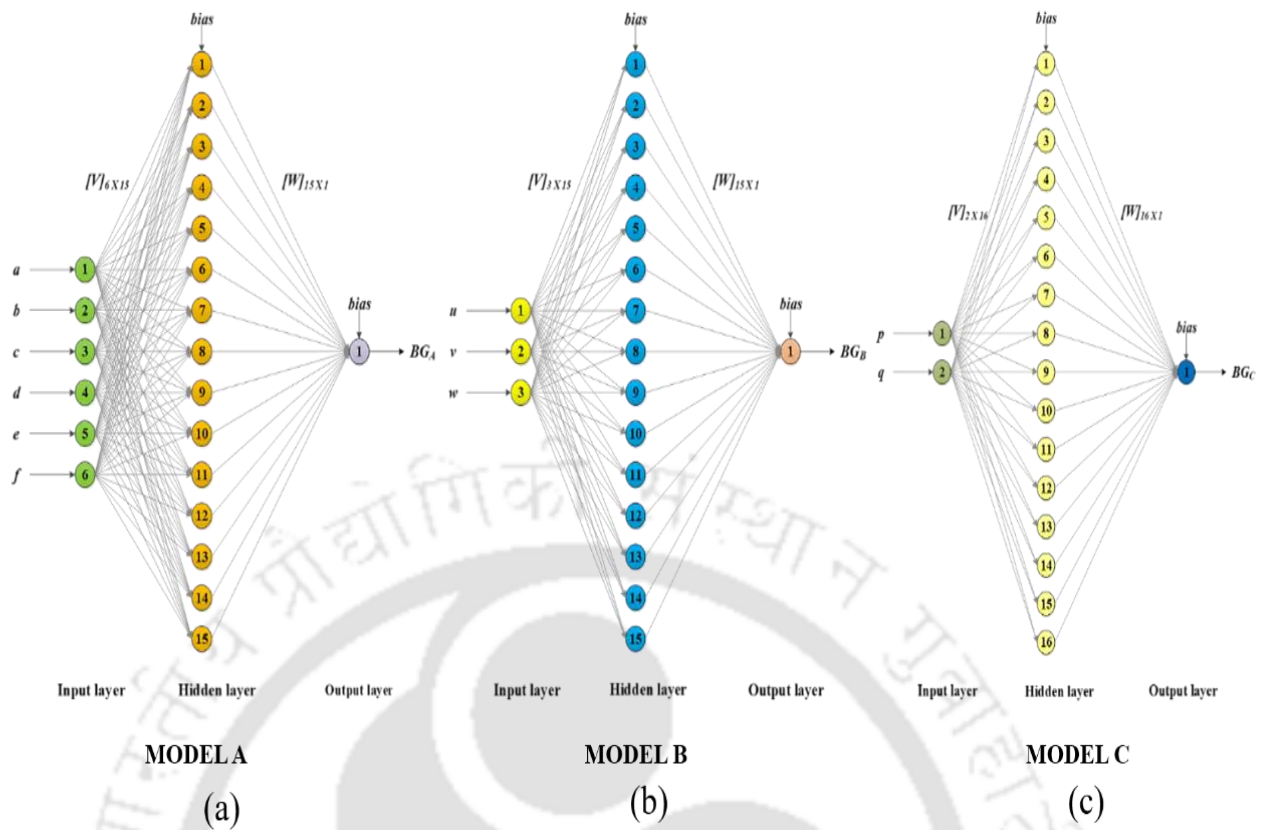 bias
1
2
3
4
5
6
7
8
9
10
11
12
13
14
15
[V]6 X 15
[W]15 X 1
a
b
c
d
e
f
1
2
3
4
5
6
bias
1
BGA
Input layer
Hidden layer
Output layer
MODEL A
(a)
bias
1
2
3
4
5
6
7
8
9
10
11
12
13
14
15
[V]3 X 15
[W]15 X 1
u
v
w
1
2
3
bias
1
BGB
Input layer
Hidden layer
Output layer
MODEL B
(b)
bias
1
2
3
4
5
6
7
8
9
10
11
12
13
14
15
16
[V]2 X 16
[W]16 X 1
p
q
1
2
bias
1
BGC
Input layer
Hidden layer
Output layer
MODEL C
(c)